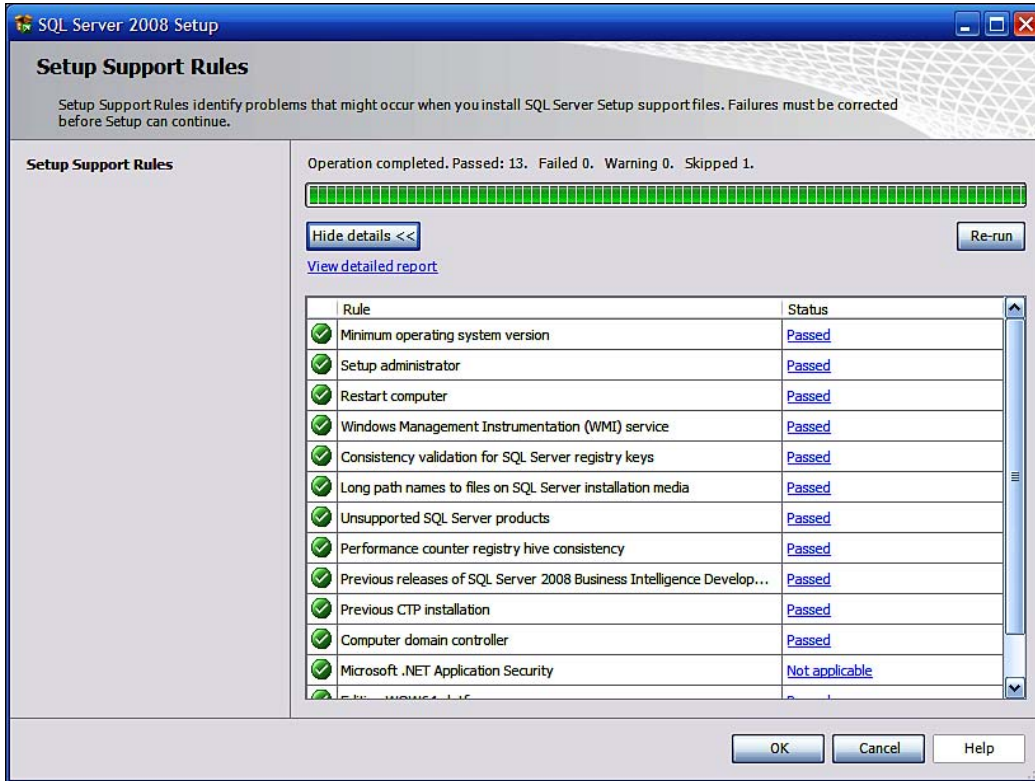 SQL Server 2008 Setup
Setup Support Rules
Setup Support Rules identify problems that might occur when you install SQL Server Setup support files. Failures must be corrected
before Setup can continue.
Setup Support Rules
Operation completed. Passed: 13. Failed 0. Warning 0. Skipped 1.
Hide details <<
Re-run
View detailed report
Rule Status
Minimum operating system version Passed
Setup administrator Passed
Restart computer Passed
Windows Management Instrumentation (WMI) service Passed
Consistency validation for SQL Server registry keys Passed
Long path names to files on SQL Server installation media Passed
Unsupported SQL Server products Passed
Performance counter registry hive consistency Passed
Previous releases of SQL Server 2008 Business Intelligence Develop... Passed
Previous CTP installation Passed
Computer domain controller Passed
Microsoft .NET Application Security Not applicable
OK Cancel Help